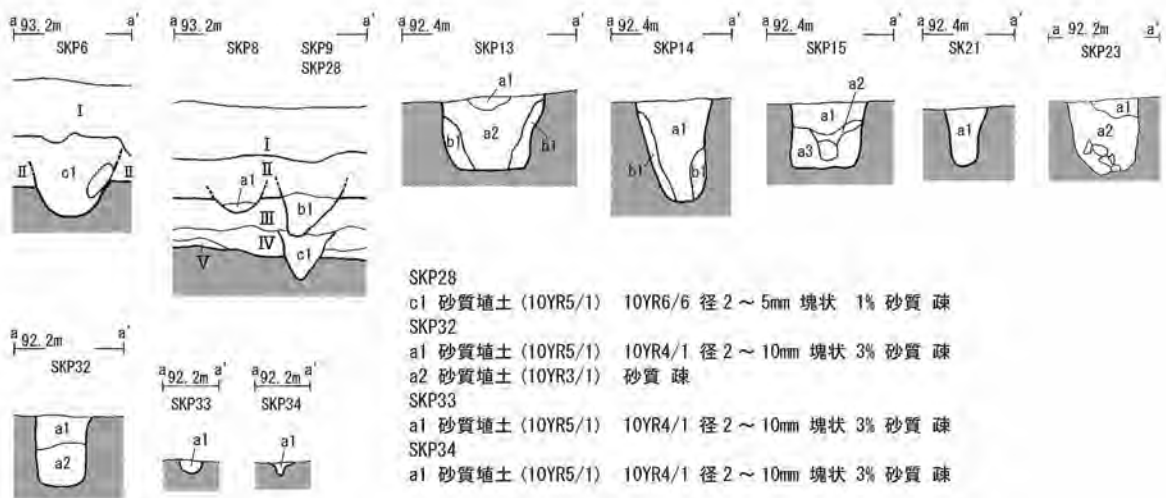 a 93.2m a'
SKP6
I
II c1 II
a 93.2m a'
SKP8 SKP9
SKP28
I
II
a1
b1
III
IV
c1
V
a 92.4m a'
SKP13
a1
a2
b1 b1
a 92.4m a'
SKP14
a1
b1 b1
a 92.4m a'
SKP15
a2
a1
a3
a 92.4m a'
SK21
a1
a 92.2m a'
SKP23
a1
a2
SKP28
c1 砂質埴土 (10YR5/1) 10YR6/6 径 2 ～ 5mm 塊状 1% 砂質 疎
SKP32
a1 砂質埴土 (10YR5/1) 10YR4/1 径 2 ～ 10mm 塊状 3% 砂質 疎
a2 砂質埴土 (10YR3/1) 砂質 疎
SKP33
a1 砂質埴土 (10YR5/1) 10YR4/1 径 2 ～ 10mm 塊状 3% 砂質 疎
SKP34
a1 砂質埴土 (10YR5/1) 10YR4/1 径 2 ～ 10mm 塊状 3% 砂質 疎
a 92.2m a'
SKP32
a1
a2
a 92.2m a'
SKP33
a1
a 92.2m a'
SKP34
a1